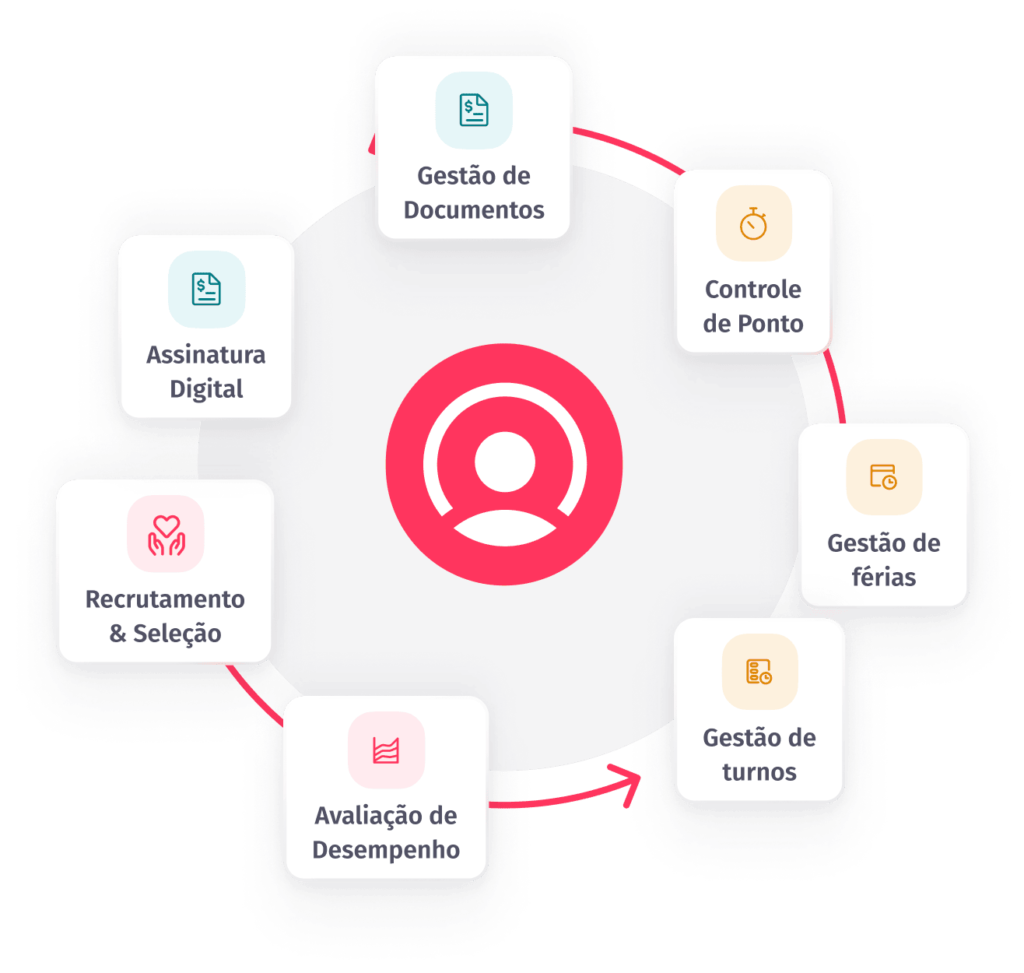 Gestão de
Documentos
Controle
de Ponto
Assinatura
Digital
Gestão de
férias
Recrutamento
& Seleção
Gestão de
turnos
Avaliação de
Desempenho